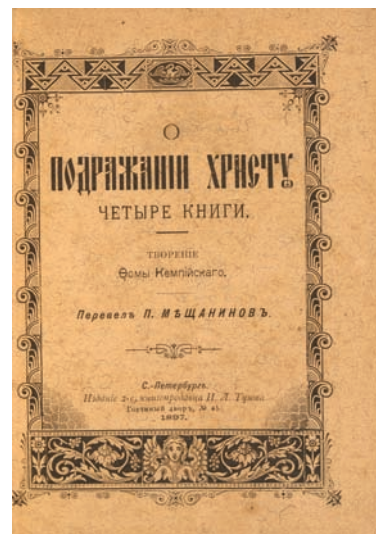 О
ПОДРАЖАНІИ ХРИСТУ.
ЧЕТЫРЕ КНИГИ.
ТВОРЕНІЕ
Ѳомы Кемпійскаго.
Перевелъ П. МѢЩАНИНОВЪ.
С.-Петербургъ.
Изданіе 2-е, книгопродавца И. Л. Тузова
Гостиный дворъ, № 45.
1897.